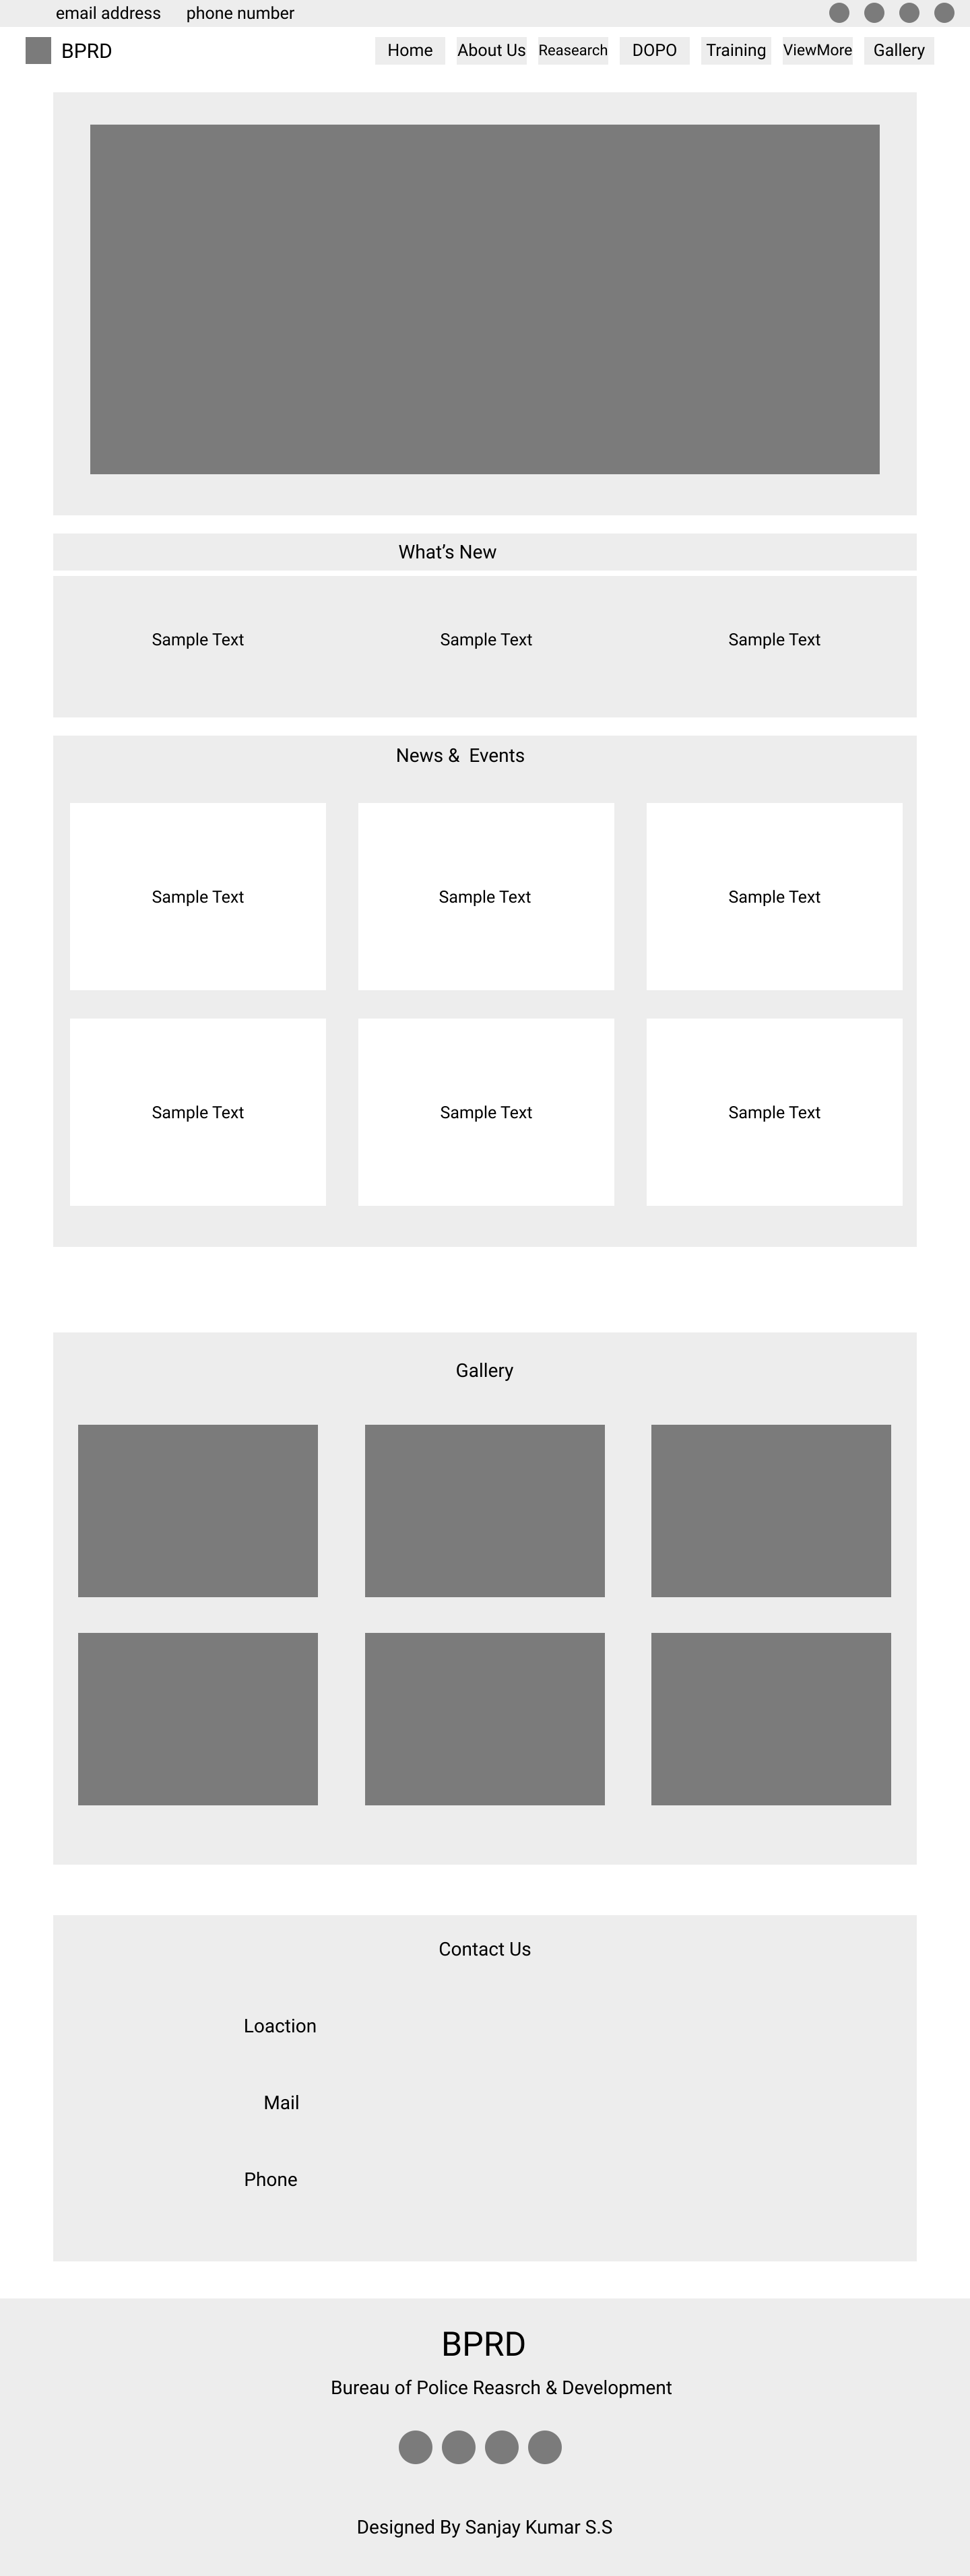 email address phone number
BPRD Home About Us Reasearch DOPO Training ViewMore Gallery
What’s New
Sample Text Sample Text Sample Text
News & Events
Sample Text Sample Text Sample Text
Sample Text Sample Text Sample Text
Gallery
Contact Us
Loaction
Mail
Phone
BPRD
Bureau of Police Reasrch & Development
Designed By Sanjay Kumar S.S